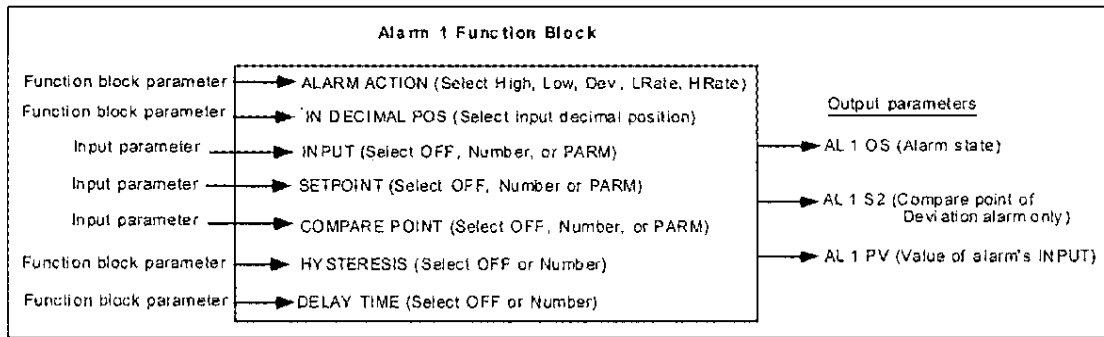 Alarm 1 Function Block
Function block parameter ALARM ACTION (Select High, Low, Dev, LRate, HRate)
Function block parameter IN DECIMAL POS (Select input decimal position)
Input parameter INPUT (Select OFF, Number, or PARM)
Input parameter SETPOINT (Select OFF, Number or PARM)
Input parameter COMPARE POINT (Select OFF, Number, or PARM)
Function block parameter HYSTERESIS (Select OFF or Number)
Function block parameter DELAY TIME (Select OFF or Number)
Output parameters
AL 1 OS (Alarm state)
AL 1 S2 (Compare point of
Deviation alarm only)
AL 1 PV (Value of alarm's INPUT)